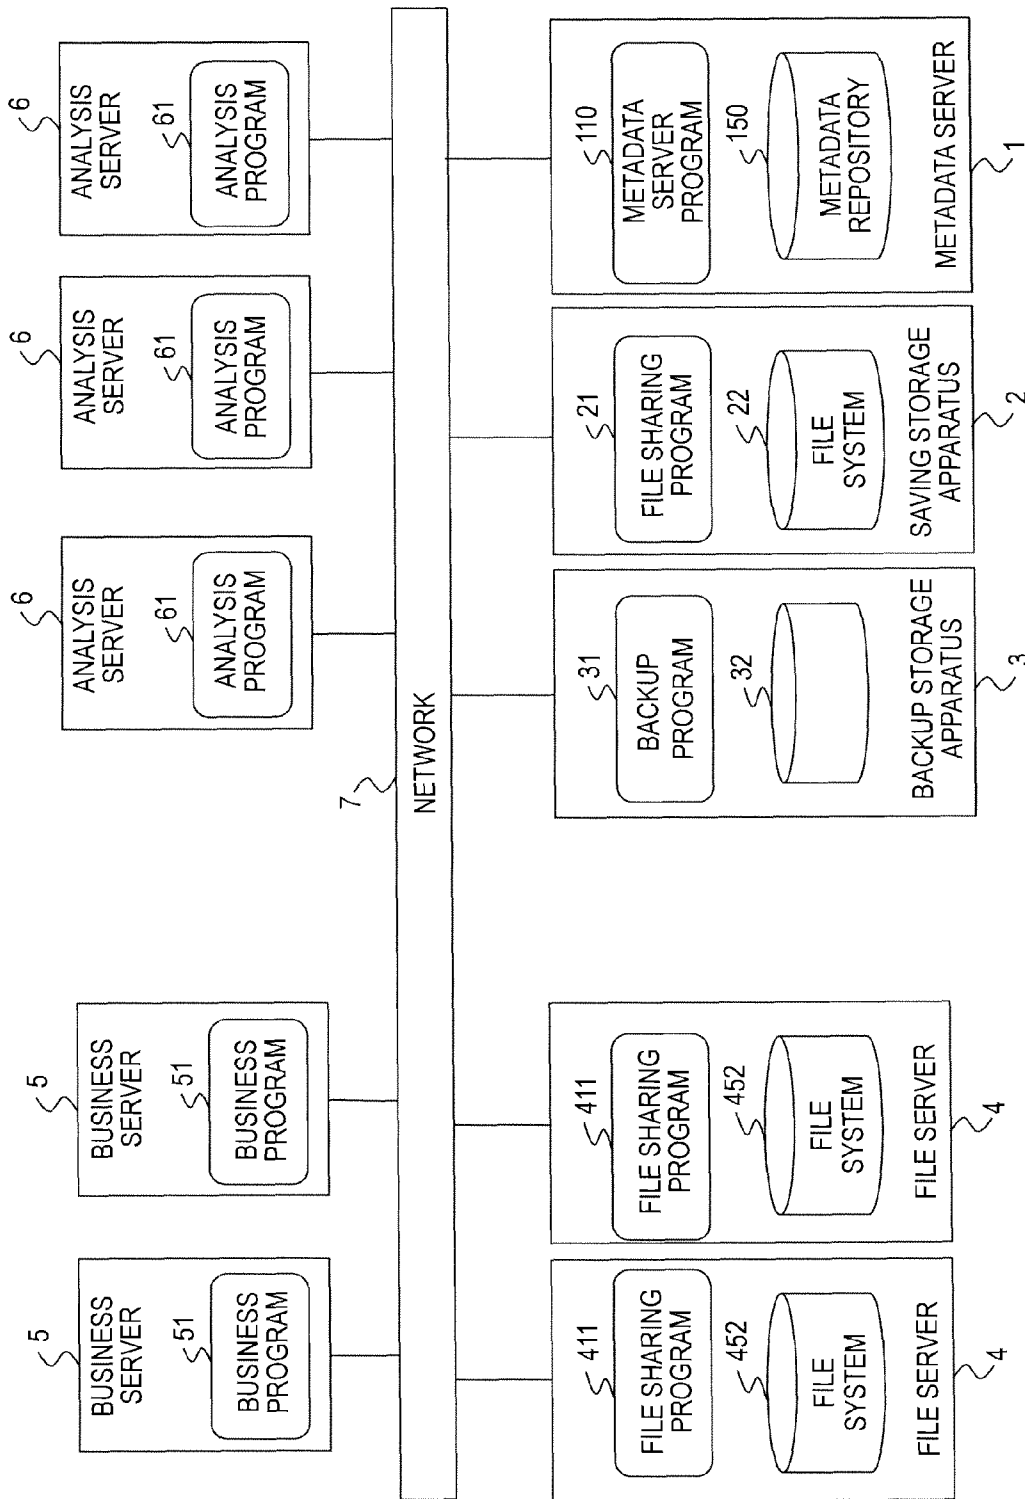 5
BUSINESS
SERVER
51
BUSINESS
PROGRAM
5
BUSINESS
SERVER
51
BUSINESS
PROGRAM
6
ANALYSIS
SERVER
61
ANALYSIS
PROGRAM
6
ANALYSIS
SERVER
61
ANALYSIS
PROGRAM
6
ANALYSIS
SERVER
61
ANALYSIS
PROGRAM
7
NETWORK
411
FILE SHARING
PROGRAM
452
FILE
SYSTEM
FILE SERVER
4
411
FILE SHARING
PROGRAM
452
FILE
SYSTEM
FILE SERVER
4
31
BACKUP
PROGRAM
32
BACKUP STORAGE
APPARATUS
3
21
FILE SHARING
PROGRAM
22
FILE
SYSTEM
SAVING STORAGE
APPARATUS
2
110
METADATA
SERVER
PROGRAM
150
METADATA
REPOSITORY
METADATA SERVER
1